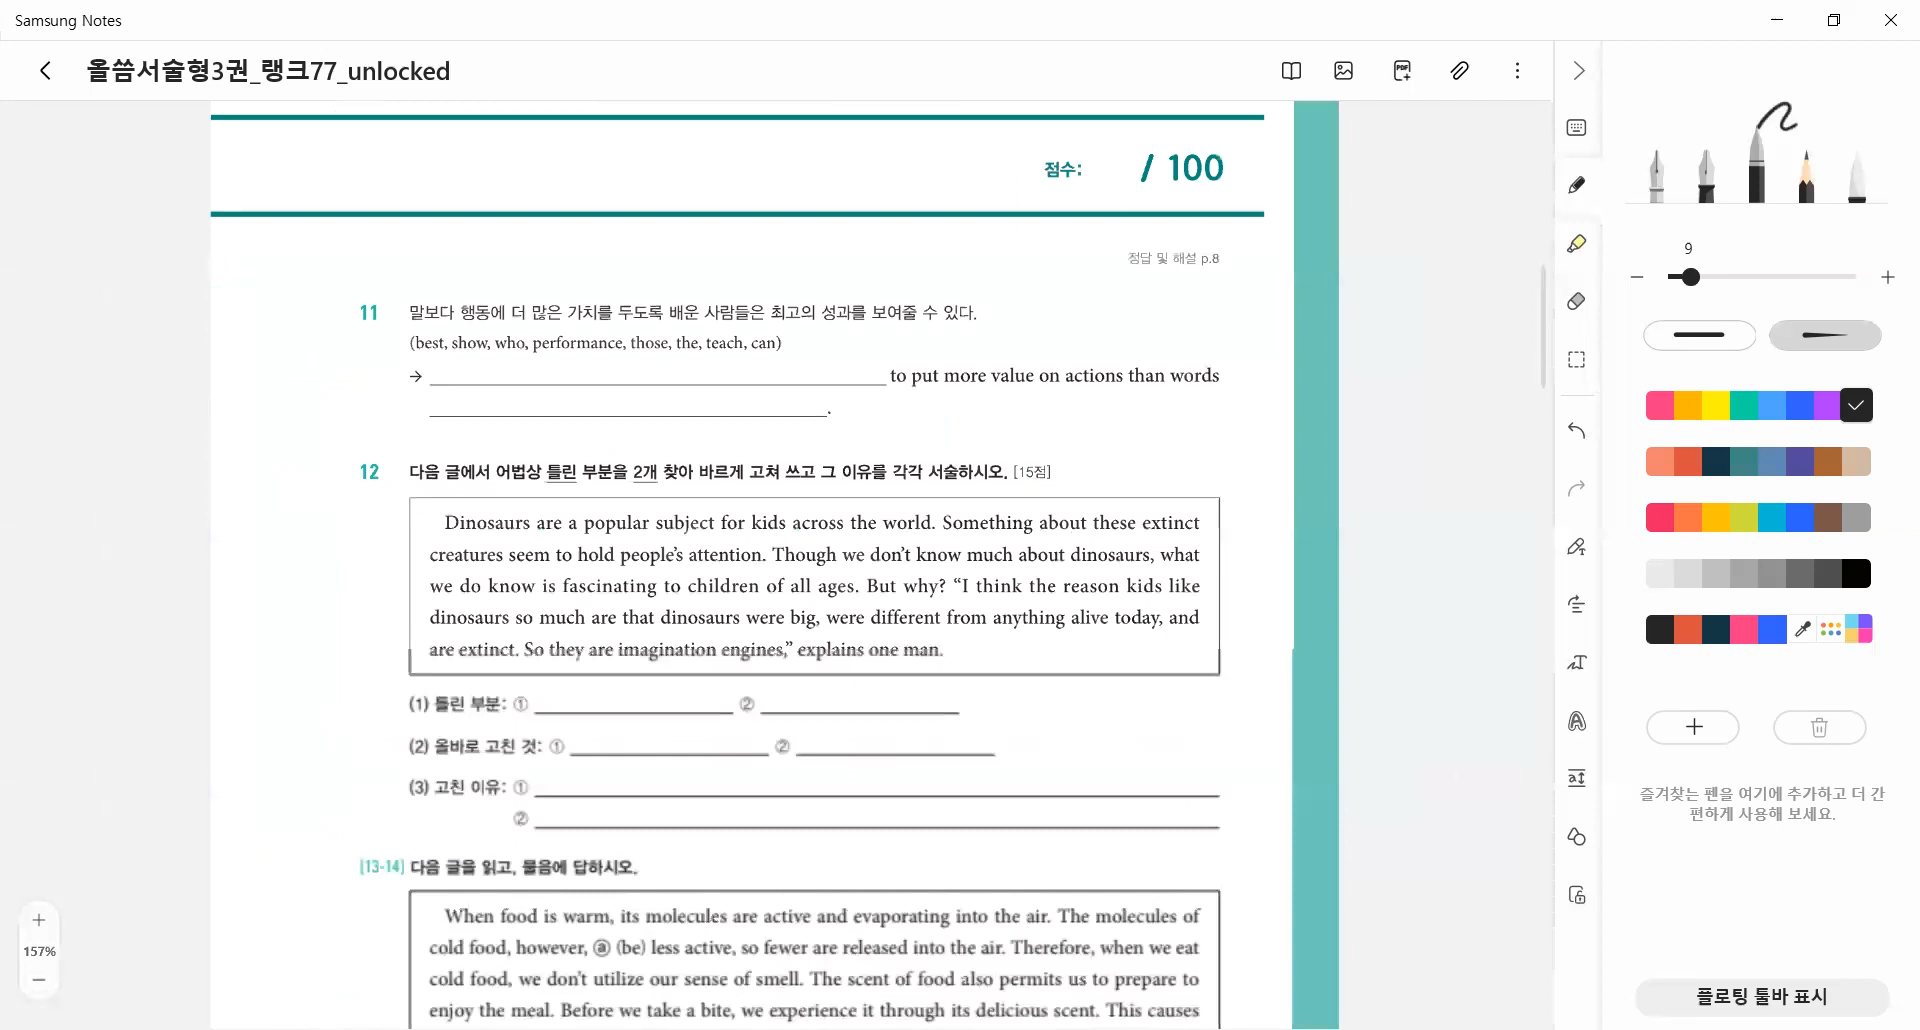 Samsung Notes
올씀서술형3권_랭크77_unlocked
점수: / 100
정답 및 해설 p.8
11 말보다 행동에 더 많은 가치를 두도록 배운 사람들은 최고의 성과를 보여줄 수 있다.
(best, show, who, performance, those, the, teach, can)
→ ______ to put more value on actions than words
______.
12 다음 글에서 어법상 틀린 부분을 2개 찾아 바르게 고쳐 쓰고 그 이유를 각각 서술하시오. [15점]
Dinosaurs are a popular subject for kids across the world. Something about these extinct
creatures seem to hold people's attention. Though we don't know much about dinosaurs, what
we do know is fascinating to children of all ages. But why? "I think the reason kids like
dinosaurs so much are that dinosaurs were big, were different from anything alive today, and
are extinct. So they are imagination engines," explains one man.
(1) 틀린 부분: ① ______ ② ______
(2) 올바로 고친 것: ① ______ ② ______
(3) 고친 이유: ① ______
② ______
[13-14] 다음 글을 읽고, 물음에 답하시오.
When food is warm, its molecules are active and evaporating into the air. The molecules of
cold food, however, ⓐ (be) less active, so fewer are released into the air. Therefore, when we eat
cold food, we don't utilize our sense of smell. The scent of food also permits us to prepare to
enjoy the meal. Before we take a bite, we experience it through its delicious scent. This causes
157%
9
즐겨찾는 펜을 여기에 추가하고 더 간
편하게 사용해 보세요.
플로팅 툴바 표시